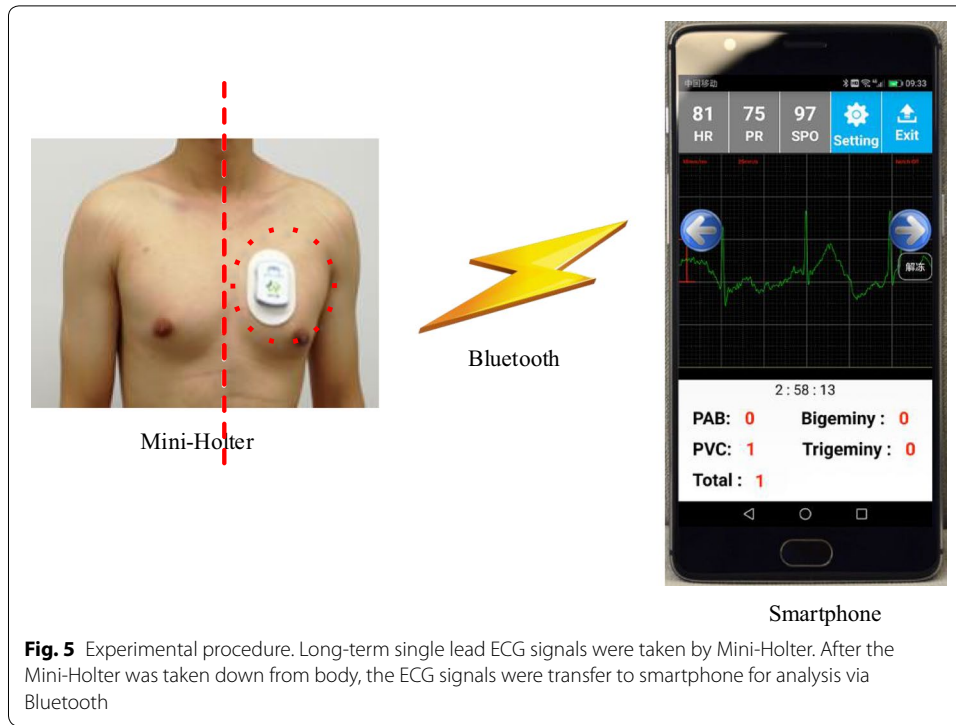 中国移动 09:33
81 75 97
HR PR SPO Setting Exit
解冻
Bluetooth
Mini-Holter
2:58:13
PAB: 0 Bigeminy : 0
PVC: 1 Trigeminy : 0
Total : 1
Smartphone
Fig. 5 Experimental procedure. Long-term single lead ECG signals were taken by Mini-Holter. After the
Mini-Holter was taken down from body, the ECG signals were transfer to smartphone for analysis via
Bluetooth